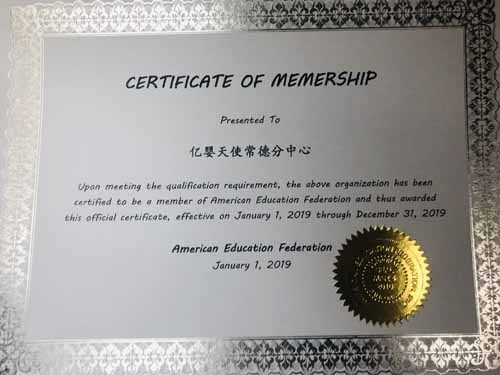 CERTIFICATE OF MEMERSHIP
Presented To
亿婴天使常德分中心
Upon meeting the qualification requirement, the above organization has been
certified to be a member of American Education Federation and thus awarded
this official certificate, effective on January 1, 2019 through December 31, 2019
American Education Federation
January 1, 2019